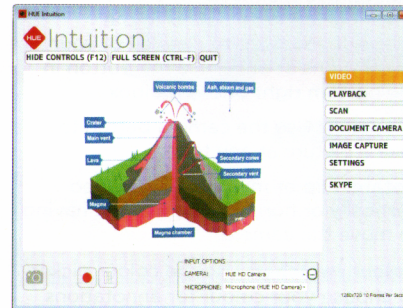 HUE Intuition
HUE Intuition
HIDE CONTROLS (F12) FULL SCREEN (CTRL-F) QUIT
Volcanic bombs
Ash, absent and gas
Crater
Main vent
Lava
Secondary cones
Secondary vent
Magma
Magma chamber
VIDEO
PLAYBACK
SCAN
DOCUMENT CAMERA
IMAGE CAPTURE
SETTINGS
SKYPE
INPUT OPTIONS
CAMERA: HUE HD Camera
MICROPHONE: Microphone (HUE HD Camera)
1280x720 10 Frames Per Seco